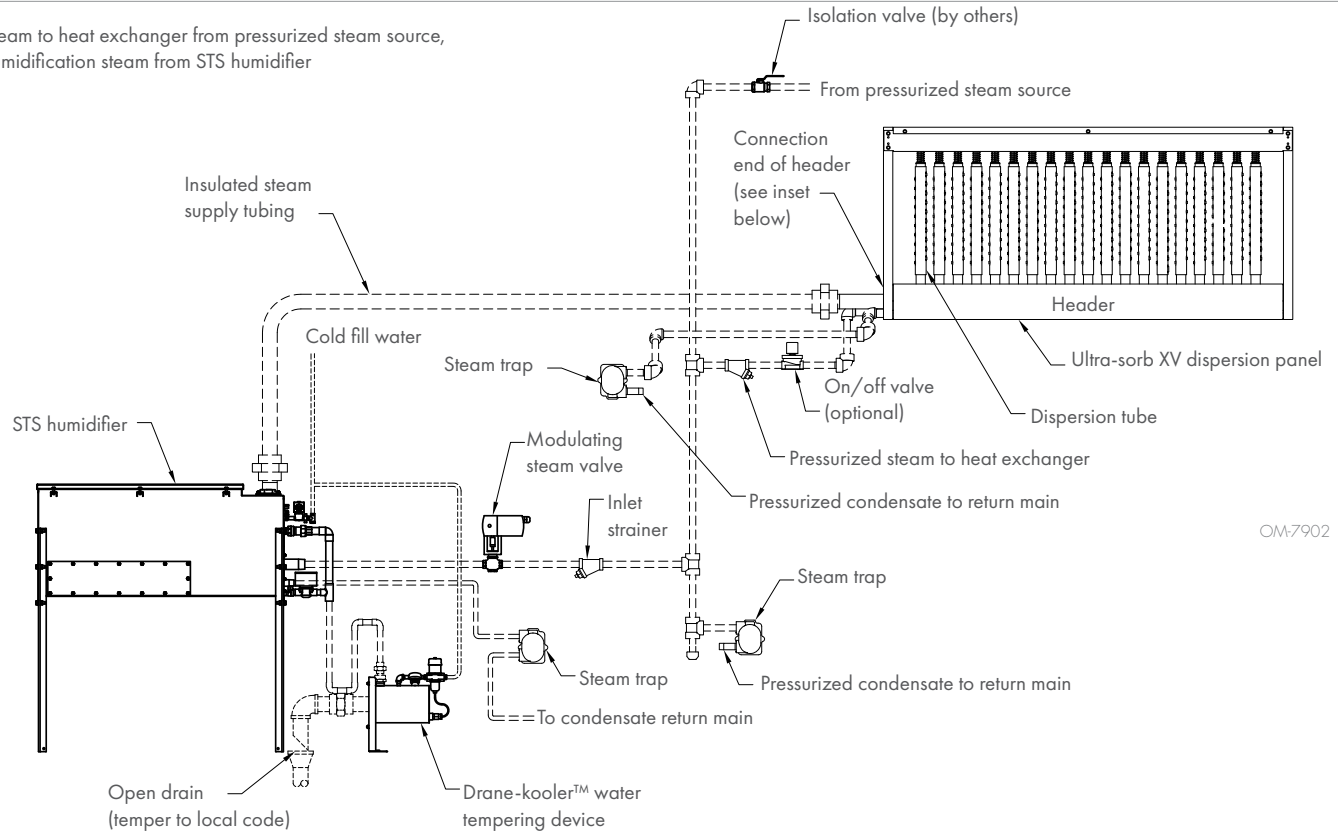 Isolation valve (by others)
eam to heat exchanger from pressurized steam source,
midification steam from STS humidifier
From pressurized steam source
Connection
end of header
(see inset
below)
Insulated steam
supply tubing
Header
Cold fill water
Steam trap
Ultra-sorb XV dispersion panel
On/off valve
(optional)
Dispersion tube
STS humidifier
Modulating
steam valve
Pressurized steam to heat exchanger
Inlet
strainer
Pressurized condensate to return main
OM-7902
Steam trap
Steam trap
Pressurized condensate to return main
To condensate return main
Open drain
(temper to local code)
Drane-kooler™ water
tempering device